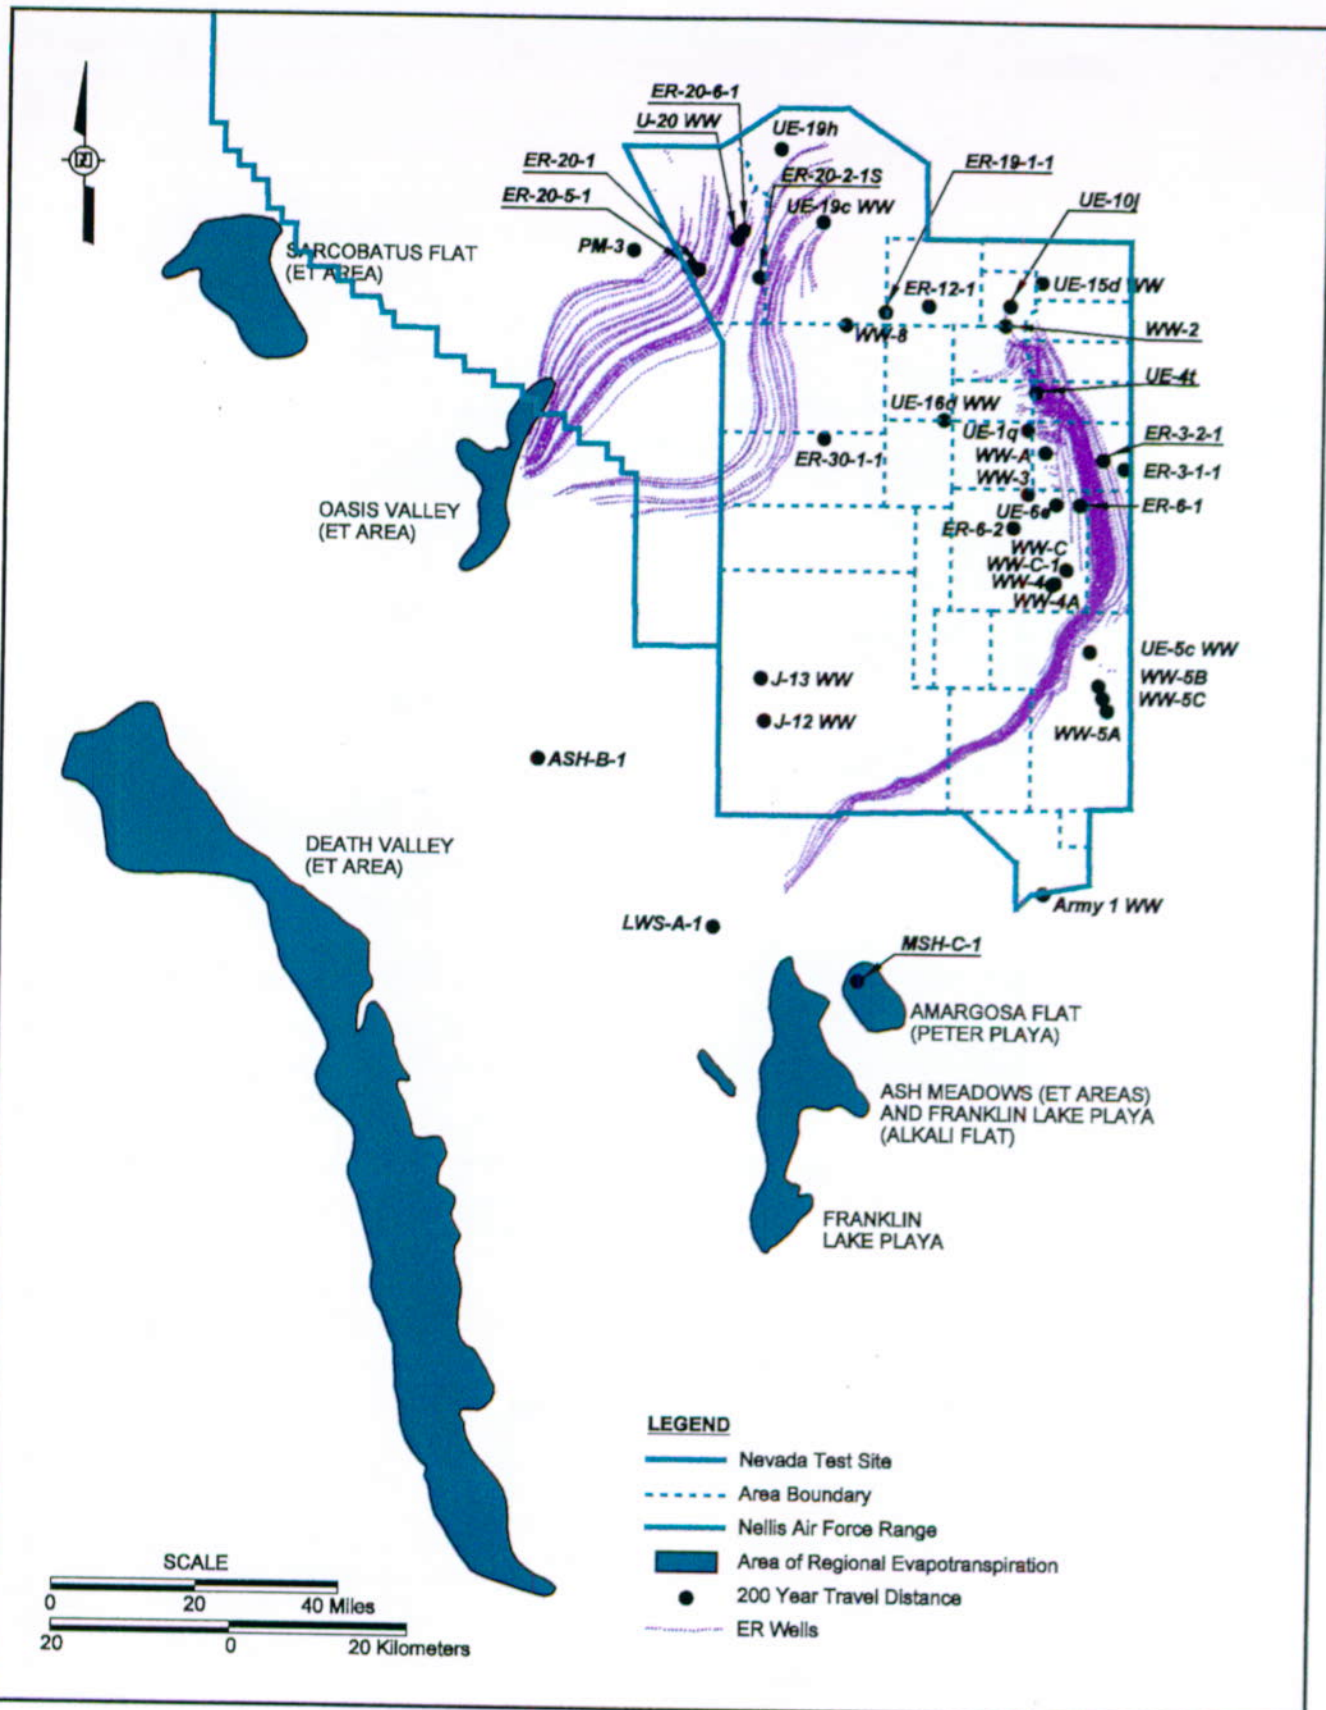 ER-20-6-1
U-20 WW
UE-19h
ER-20-1
ER-20-2-1S
ER-19-1-1
ER-20-5-1
UE-19c WW
UE-10j
SARCOBATUS FLAT
(ET AREA)
PM-3
ER-12-1
UE-15d WW
WW-8
WW-2
UE-4t
UE-16d WW
UE-1q
ER-3-2-1
ER-30-1-1
WW-A
ER-3-1-1
WW-3
OASIS VALLEY
(ET AREA)
UE-6e
ER-6-1
ER-6-2
WW-C
WW-C-1
WW-4
WW-4A
UE-5c WW
J-13 WW
WW-5B
WW-5C
J-12 WW
WW-5A
ASH-B-1
DEATH VALLEY
(ET AREA)
Army 1 WW
LWS-A-1
MSH-C-1
AMARGOSA FLAT
(PETER PLAYA)
ASH MEADOWS (ET AREAS)
AND FRANKLIN LAKE PLAYA
(ALKALI FLAT)
FRANKLIN
LAKE PLAYA
LEGEND
Nevada Test Site
Area Boundary
Nellis Air Force Range
Area of Regional Evapotranspiration
200 Year Travel Distance
ER Wells
SCALE
0 20 40 Miles
20 0 20 Kilometers